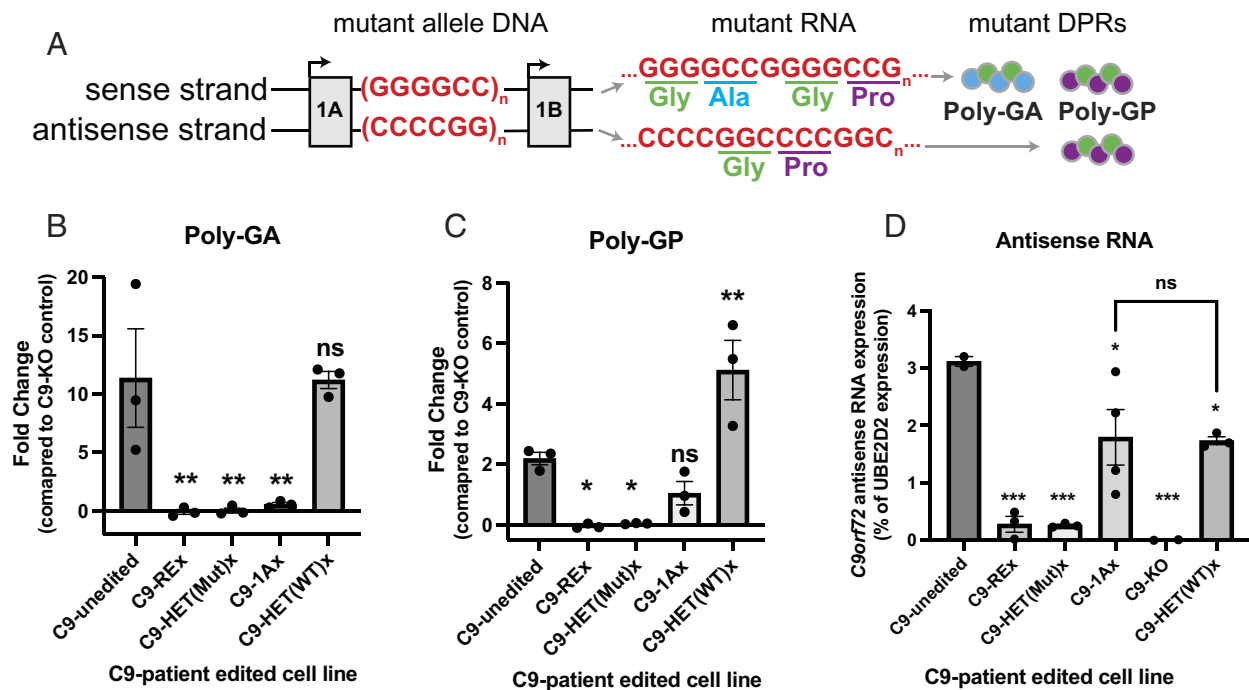 A
mutant allele DNA
mutant RNA
mutant DPRs
sense strand
1A
(GGGGCC)n
1B
...GGGGCCGGGGCCGn...
Gly Ala Gly Pro
Poly-GA
Poly-GP
antisense strand
(CCCCGG)n
...CCCCGGCCCCGGCn...
Gly Pro
B
Poly-GA
Fold Change
(comapred to C9-KO control)
20
15
10
5
0
**
**
**
ns
C9-unedited
C9-REx
C9-HET(Mut)x
C9-1Ax
C9-HET(WT)x
C9-patient edited cell line
C
Poly-GP
Fold Change
(comapred to C9-KO control)
8
6
4
2
0
*
*
ns
**
C9-unedited
C9-REx
C9-HET(Mut)x
C9-1Ax
C9-HET(WT)x
C9-patient edited cell line
D
Antisense RNA
C9orf72 antisense RNA expression
(% of UBE2D2 expression)
4
3
2
1
0
ns
***
***
*
***
*
C9-unedited
C9-REx
C9-HET(Mut)x
C9-1Ax
C9-KO
C9-HET(WT)x
C9-patient edited cell line